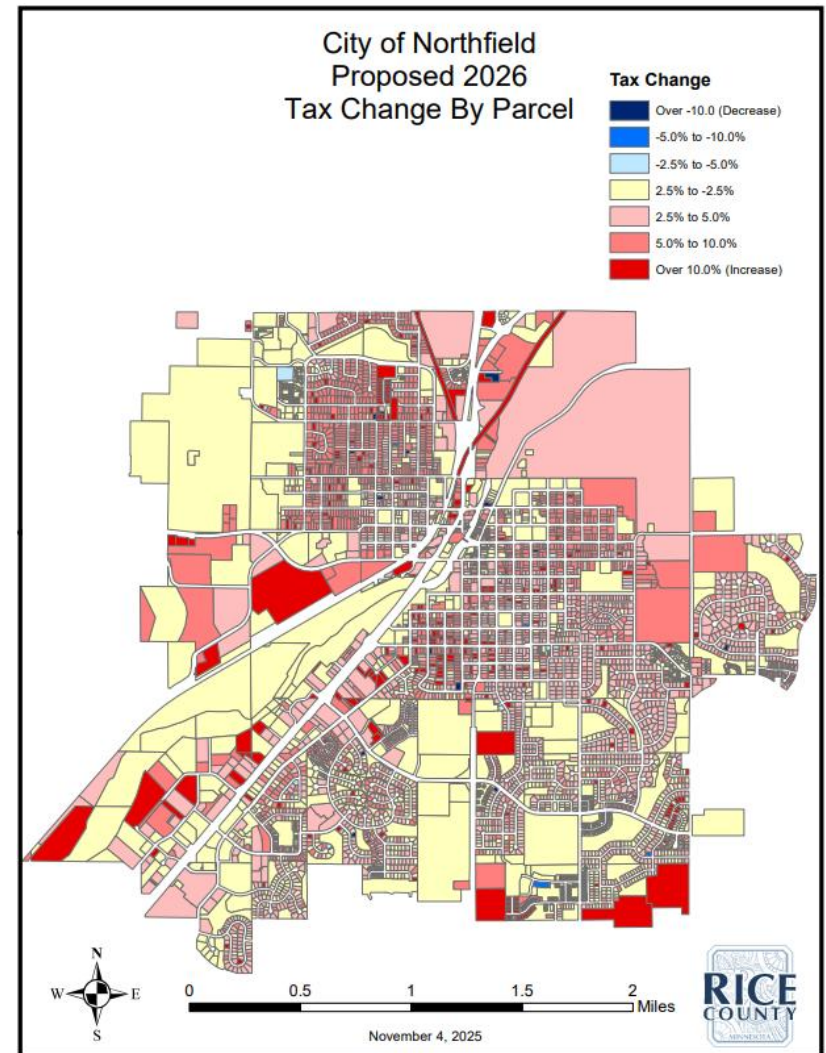 City of Northfield
Proposed 2026
Tax Change By Parcel
Tax Change
Over -10.0 (Decrease)
-5.0% to -10.0%
-2.5% to -5.0%
2.5% to -2.5%
2.5% to 5.0%
5.0% to 10.0%
Over 10.0% (Increase)
N
W E
S
0 0.5 1 1.5 2
Miles
November 4, 2025
RICE
COUNTY
MINNESOTA